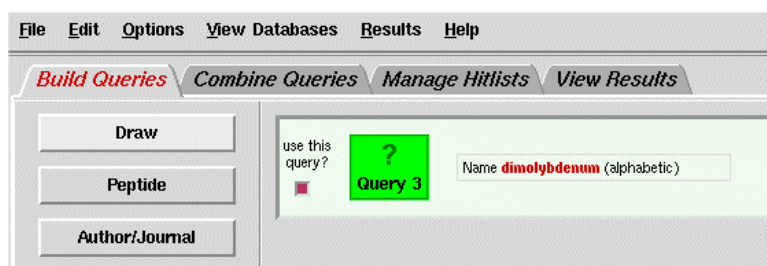 File Edit Options View Databases Results Help
Build Queries Combine Queries Manage Hitlists View Results
Draw
Peptide
Author/Journal
use this
query?
?
Query 3
Name dimolybdenum (alphabetic)